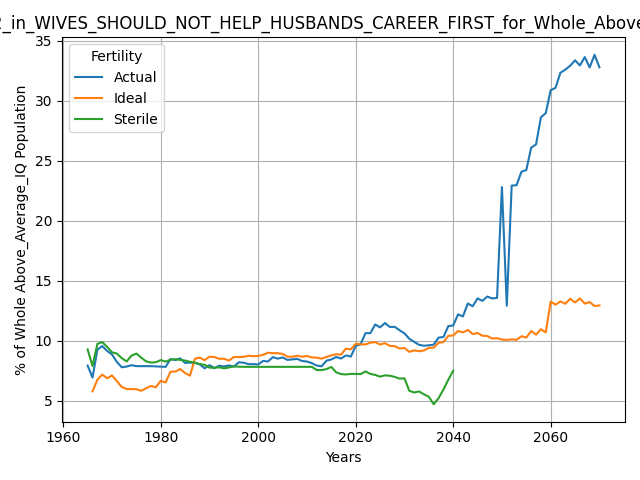 _in_WIVES_SHOULD_NOT_HELP_HUSBANDS_CAREER_FIRST_for_Whole_Above
Fertility
Actual
Ideal
Sterile
% of Whole Above_Average_IQ Population
35
30
25
20
15
10
5
1960 1980 2000 2020 2040 2060
Years